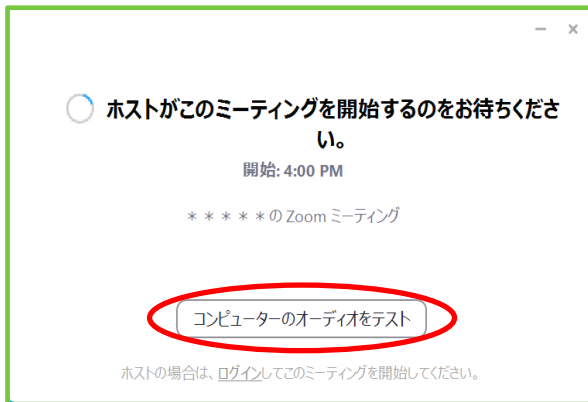 ホストがこのミーティングを開始するのをお待ちくださ
い。
開始: 4:00 PM
＊＊＊＊＊の Zoom ミーティング
コンピューターのオーディオをテスト
ホストの場合は、ログインしてこのミーティングを開始してください。